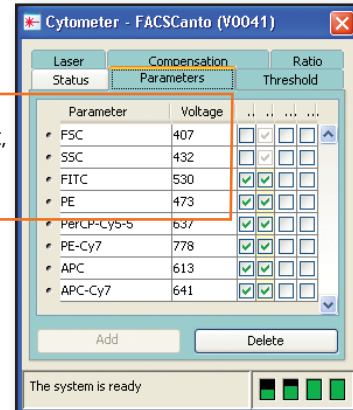 Cytometer - FACSCanto (V0041)
Laser Compensation Ratio
Status Parameters Threshold
Parameter Voltage .. .. ... ...
FSC 407
SSC 432
FITC 530
PE 473
PerCP-Cy5-5 637
PE-Cy7 778
APC 613
APC-Cy7 641
Add Delete
The system is ready